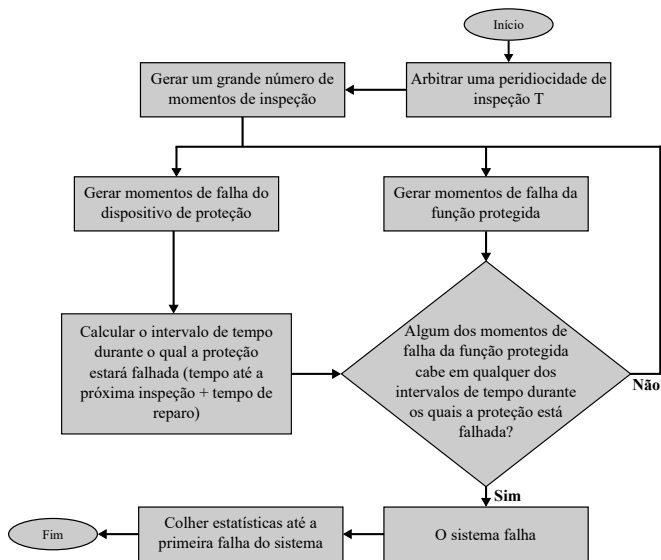 Início
Gerar um grande número de
momentos de inspeção
Arbitrar uma peridiocidade de
inspeção T
Gerar momentos de falha do
dispositivo de proteção
Gerar momentos de falha da
função protegida
Calcular o intervalo de tempo
durante o qual a proteção
estará falhada (tempo até a
próxima inspeção + tempo de
reparo)
Algum dos momentos de
falha da função protegida
cabe em qualquer dos
intervalos de tempo durante
os quais a proteção está
falhada?
Não
Sim
Fim
Colher estatísticas até a
primeira falha do sistema
O sistema falha